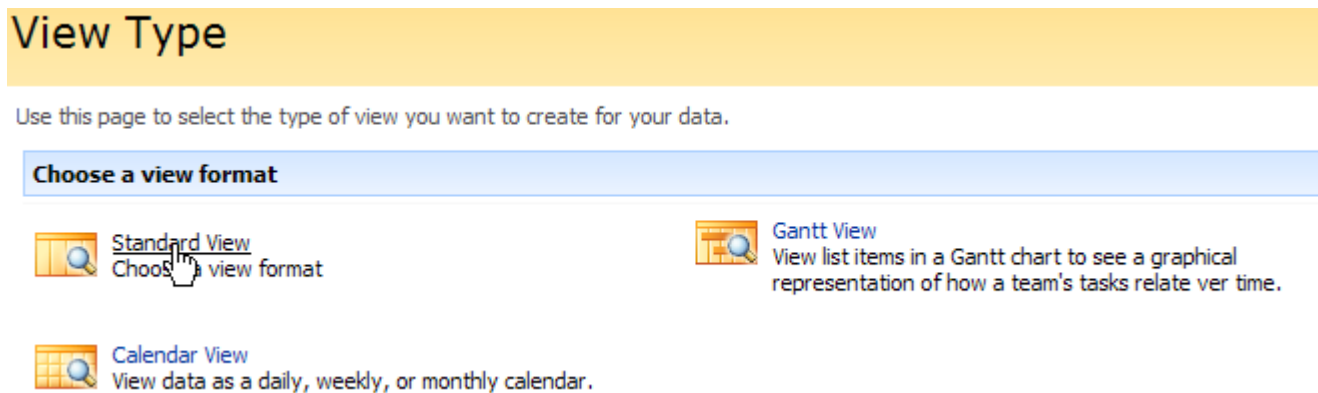 View Type
Use this page to select the type of view you want to create for your data.
Choose a view format
Standard View
Choose a view format
Gantt View
View list items in a Gantt chart to see a graphical
representation of how a team's tasks relate ver time.
Calendar View
View data as a daily, weekly, or monthly calendar.